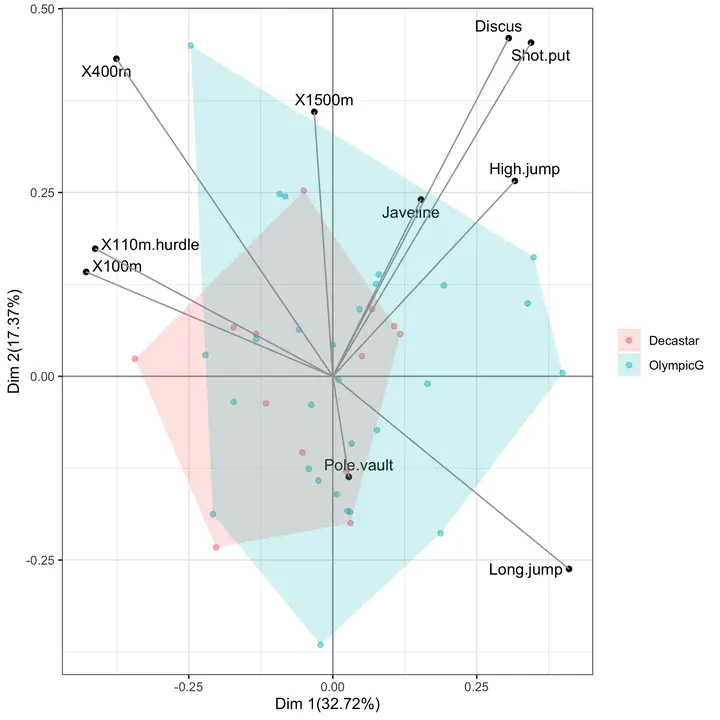 0.50
Discus
Shot.put
X400m
X1500m
High.jump
0.25
Javeline
X110m.hurdle
X100m
Dim 2(17.37%)
Decastar
OlympicG
0.00
Pole.vault
-0.25
Long.jump
-0.25
0.00
0.25
Dim 1(32.72%)